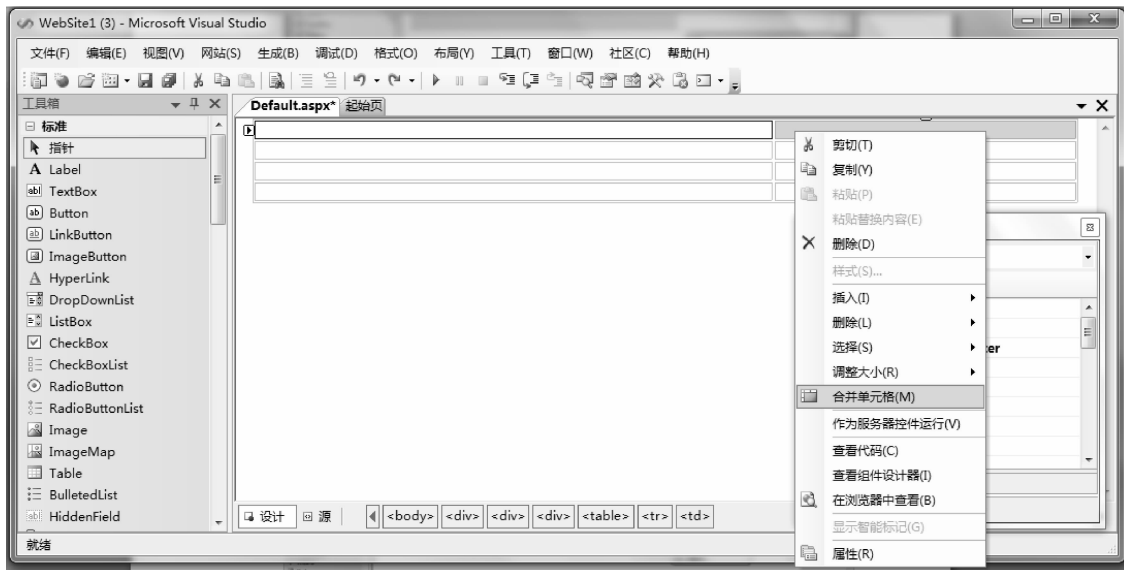 WebSite1 (3) - Microsoft Visual Studio
文件(F) 编辑(E) 视图(V) 网站(S) 生成(B) 调试(D) 格式(O) 布局(Y) 工具(T) 窗口(W) 社区(C) 帮助(H)
工具箱
Default.aspx* 起始页
标准
指针
A Label
abl TextBox
ab Button
ab LinkButton
ImageButton
A HyperLink
DropDownList
ListBox
CheckBox
CheckBoxList
RadioButton
RadioButtonList
Image
ImageMap
Table
BulletedList
abl HiddenField
剪切(T)
复制(Y)
粘贴(P)
粘贴替换内容(E)
删除(D)
样式(S)...
插入(I)
删除(L)
选择(S)
调整大小(R)
合并单元格(M)
作为服务器控件运行(V)
查看代码(C)
查看组件设计器(I)
在浏览器中查看(B)
显示智能标记(G)
属性(R)
设计 源 <body> <div> <div> <div> <table> <tr> <td>
就绪